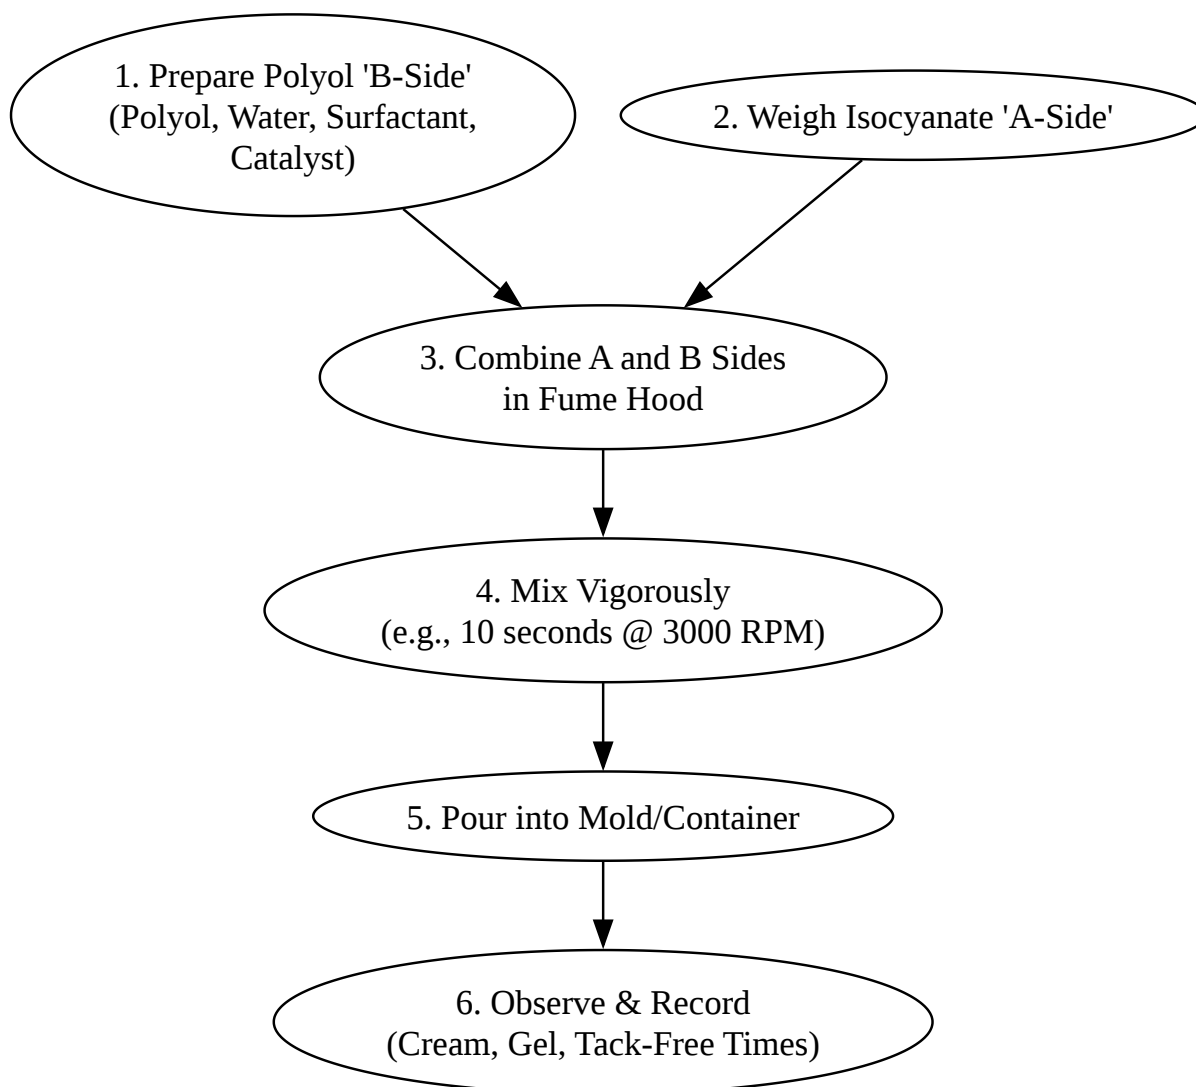 1. Prepare Polyol 'B-Side'
(Polyol, Water, Surfactant,
Catalyst)
2. Weigh Isocyanate 'A-Side'
3. Combine A and B Sides
in Fume Hood
4. Mix Vigorously
(e.g., 10 seconds @ 3000 RPM)
5. Pour into Mold/Container
6. Observe & Record
(Cream, Gel, Tack-Free Times)